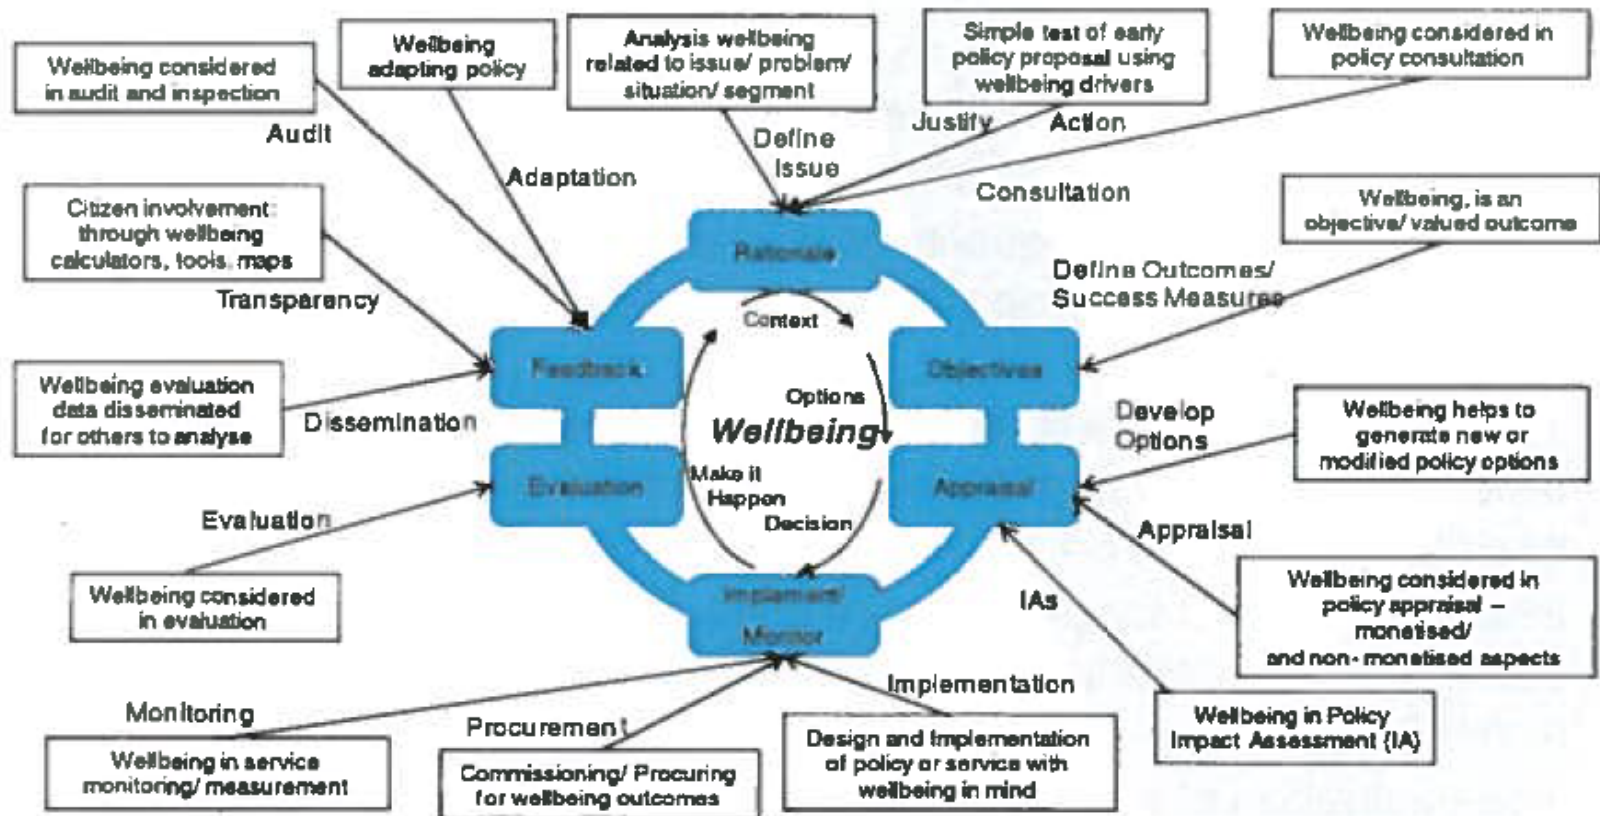 Wellbeing considered
in audit and inspection
Wellbeing
adapting policy
Analysis wellbeing
related to issue/ problem/
situation/ segment
Simple test of early
policy proposal using
wellbeing drivers
Wellbeing considered in
policy consultation
Audit
Adaptation
Define
Issue
Justify
Action
Consultation
Citizen involvement
through wellbeing
calculators, tools, maps
Transparency
Wellbeing, is an
objective/ valued outcome
Define Outcomes/
Success Measures
Rationale
Context
Feedback
Objectives
Wellbeing evaluation
data disseminated
for others to analyse
Dissemination
Options
Wellbeing
Develop
Options
Wellbeing helps to
generate new or
modified policy options
Evaluation
Make it
Happen
Decision
Appraisal
Evaluation
Appraisal
Wellbeing considered
in evaluation
Implement/
Monitor
IAs
Wellbeing considered in
policy appraisal –
monetised/
and non- monetised aspects
Monitoring
Wellbeing in service
monitoring/ measurement
Procurement
Commissioning/ Procuring
for wellbeing outcomes
Implementation
Design and Implementation
of policy or service with
wellbeing in mind
Wellbeing in Policy
Impact Assessment (IA)